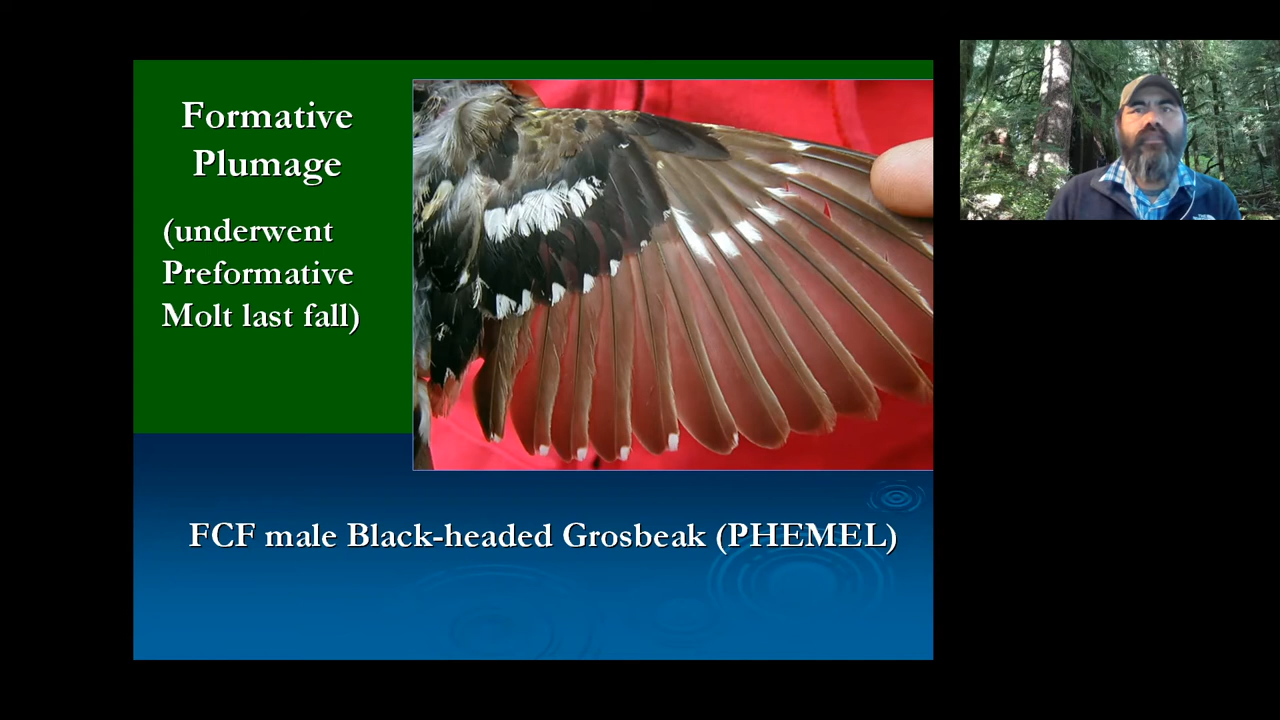 Formative
Plumage
(underwent
Preformative
Molt last fall)
FCF male Black-headed Grosbeak (PHEMEL)